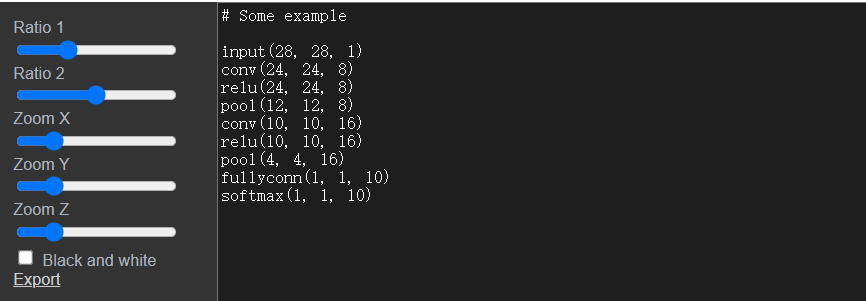 Ratio 1
Ratio 2
Zoom X
Zoom Y
Zoom Z
Black and white
Export
# Some example
input(28, 28, 1)
conv(24, 24, 8)
relu(24, 24, 8)
pool(12, 12, 8)
conv(10, 10, 16)
relu(10, 10, 16)
pool(4, 4, 16)
fullyconn(1, 1, 10)
softmax(1, 1, 10)